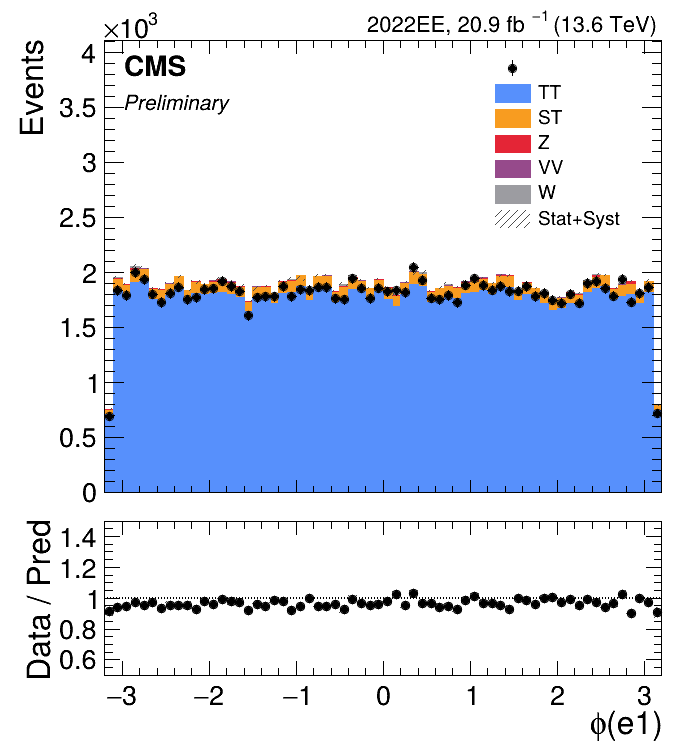 ×10³
2022EE, 20.9 fb⁻¹ (13.6 TeV)
Events
CMS
Preliminary
TT
ST
Z
VV
W
Stat+Syst
4
3.5
3
2.5
2
1.5
1
0.5
0
Data / Pred
1.4
1.2
1
0.8
0.6
−3 −2 −1 0 1 2 3
ϕ(e1)